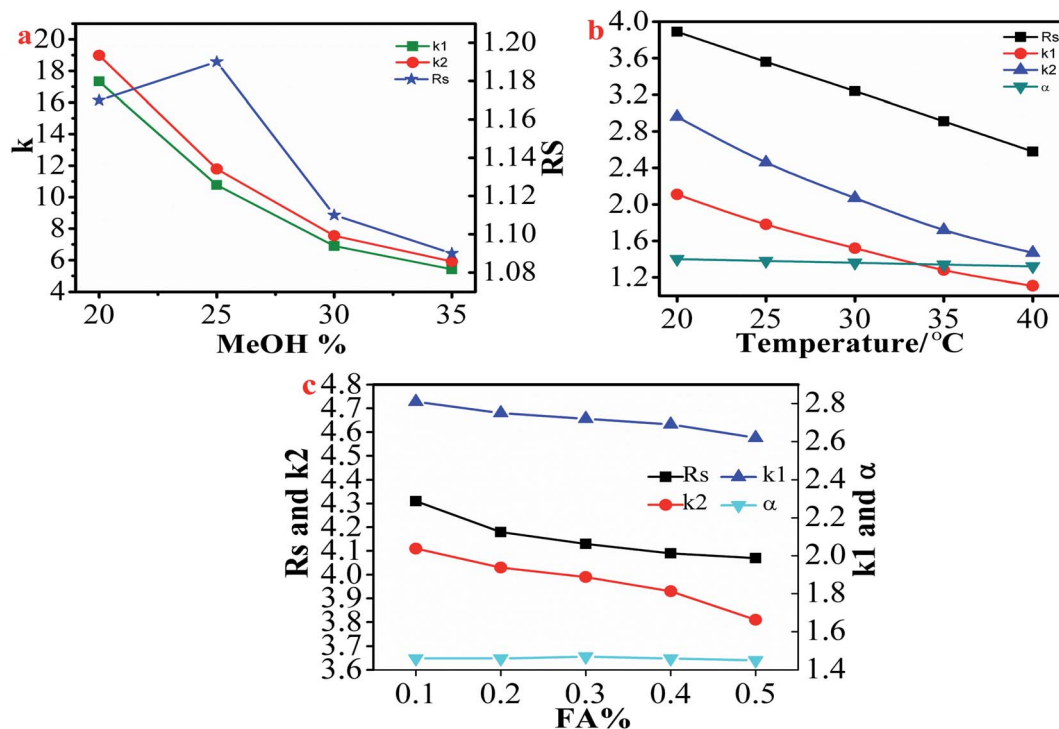 a
20
18
16
14
12
10
8
6
4
k
k1
k2
Rs
1.20
1.18
1.16
1.14
1.12
1.10
1.08
RS
20 25 30 35
MeOH %
b
4.0
3.6
3.2
2.8
2.4
2.0
1.6
1.2
Rs
k1
k2
α
20 25 30 35 40
Temperature/°C
c
4.8
4.7
4.6
4.5
4.4
4.3
4.2
4.1
4.0
3.9
3.8
3.7
3.6
Rs and k2
Rs k1
k2 α
2.8
2.6
2.4
2.2
2.0
1.8
1.6
1.4
k1 and α
0.1 0.2 0.3 0.4 0.5
FA%